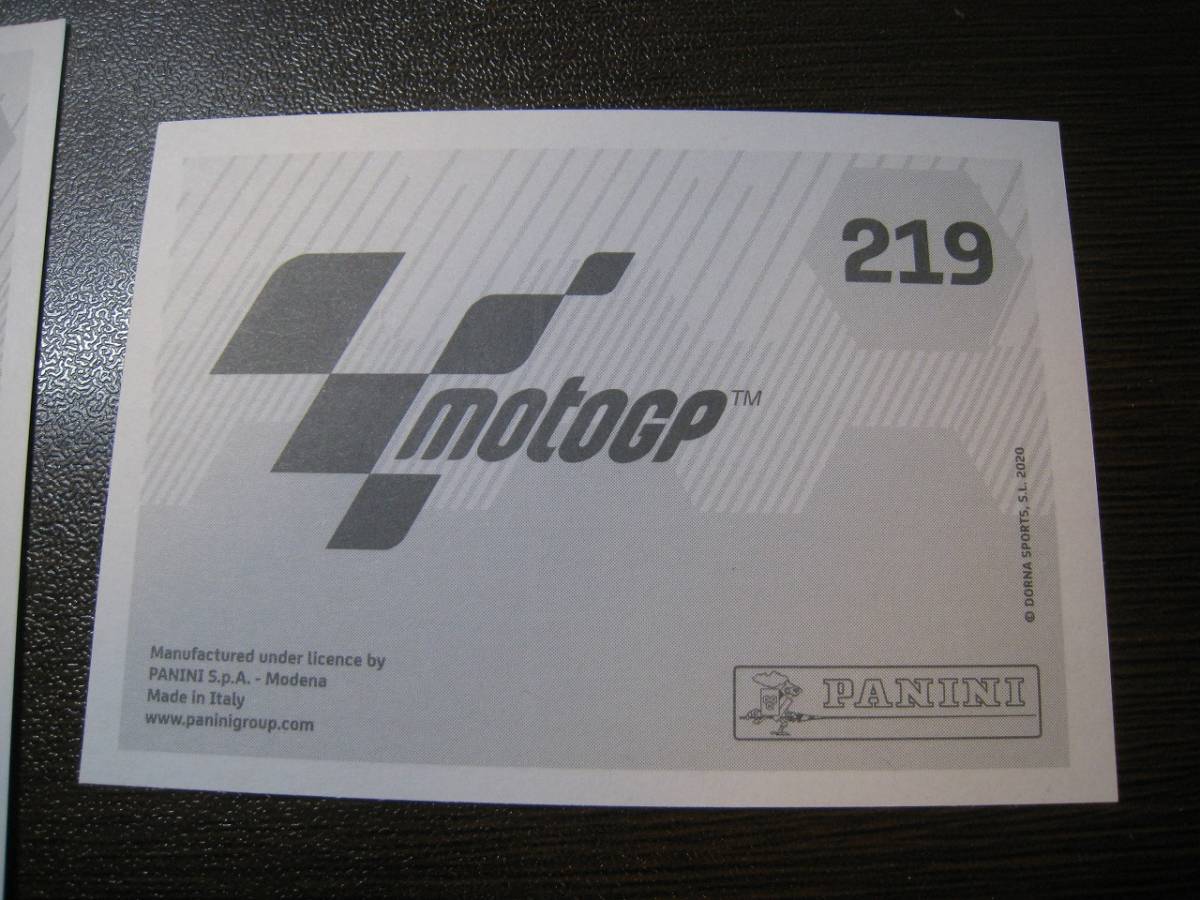 219
motoGP™
© DORNA SPORTS, S.L. 2020
Manufactured under licence by
PANINI S.p.A. - Modena
Made in Italy
www.paninigroup.com
PANINI